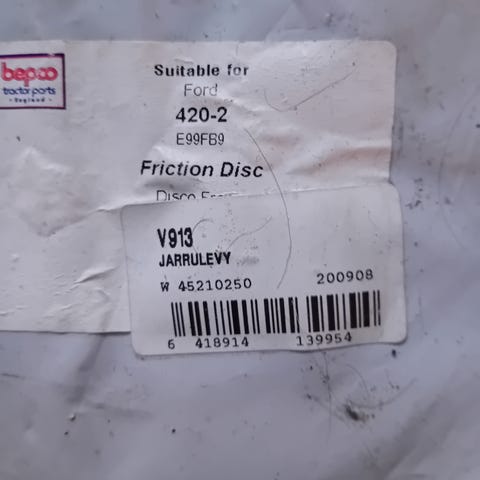 bepco
tractor parts
- England -
Suitable for
Ford
420-2
E99FB9
Friction Disc
Disco
V913
JARRULEVY
W 45210250 200908
6 418914 139954